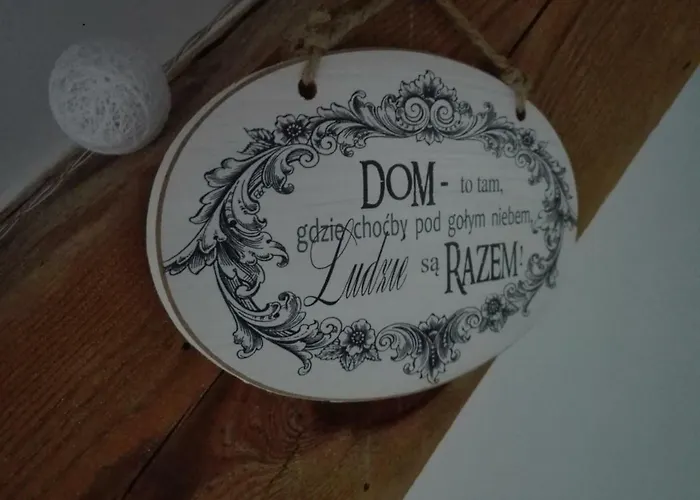 DOM - to tam,
gdzie choćby pod gołym niebem,
Ludzie są RAZEM!